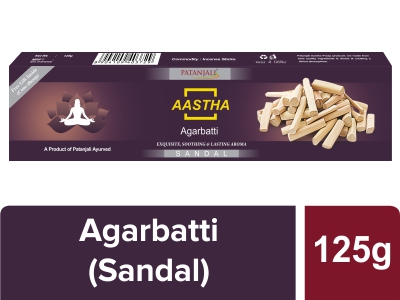 Commodity : Incense Sticks
PATANJALI
AASTHA
Agarbatti
EXQUISITE, SOOTHING & LASTING AROMA
SANDAL
A Product of Patanjali Ayurved
Agarbatti
(Sandal)
125g